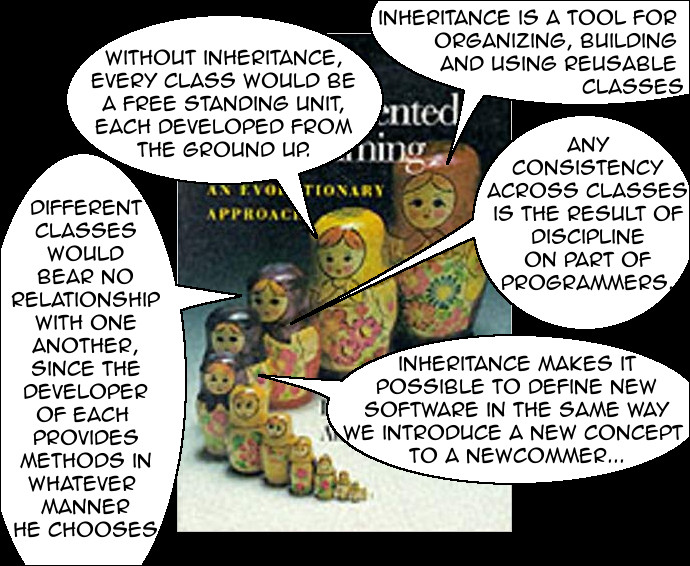 INHERITANCE IS A TOOL FOR
ORGANIZING, BUILDING
AND USING REUSABLE
CLASSES
WITHOUT INHERITANCE,
EVERY CLASS WOULD BE
A FREE STANDING UNIT,
EACH DEVELOPED FROM
THE GROUND UP.
ANY
CONSISTENCY
ACROSS CLASSES
IS THE RESULT OF
DISCIPLINE
ON PART OF
PROGRAMMERS.
DIFFERENT
CLASSES
WOULD
BEAR NO
RELATIONSHIP
WITH ONE
ANOTHER,
SINCE THE
DEVELOPER
OF EACH
PROVIDES
METHODS IN
WHATEVER
MANNER
HE CHOOSES
INHERITANCE MAKES IT
POSSIBLE TO DEFINE NEW
SOFTWARE IN THE SAME WAY
WE INTRODUCE A NEW CONCEPT
TO A NEWCOMMER...
AN
APPROACH